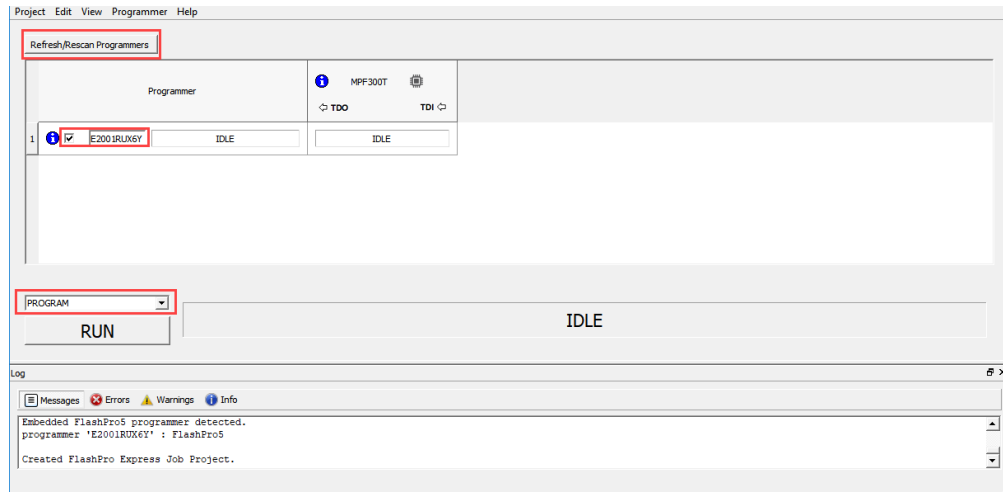 Project Edit View Programmer Help
Refresh/Rescan Programmers
Programmer
MPF300T
TDO TDI
1 E2001RUX6Y IDLE IDLE
PROGRAM
RUN
IDLE
Log
Messages Errors Warnings Info
Embedded FlashPro5 programmer detected.
programmer 'E2001RUX6Y' : FlashPro5
Created FlashPro Express Job Project.